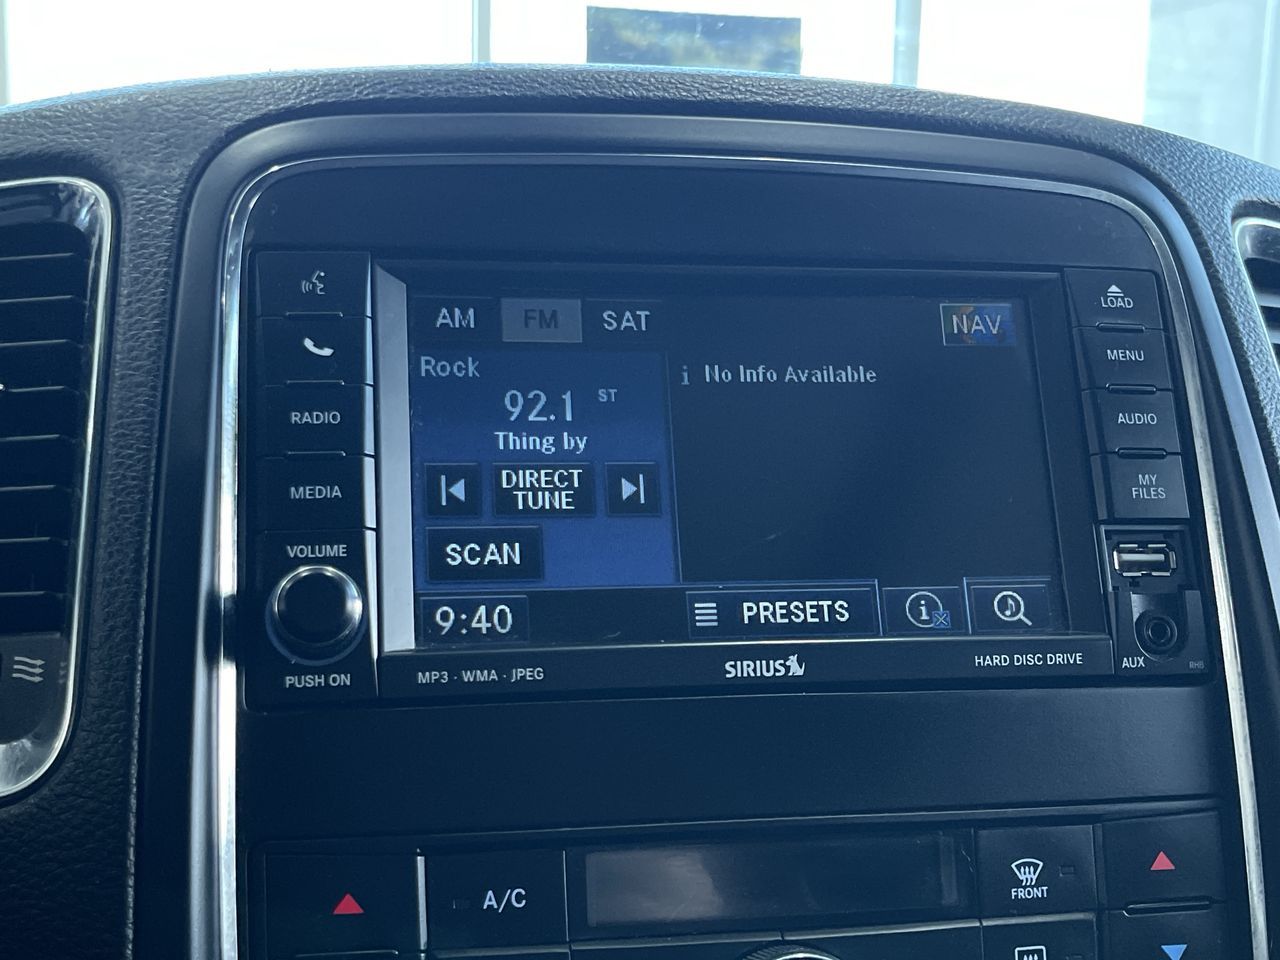 AM FM SAT NAV
Rock
92.1 ST
Thing by
DIRECT
TUNE
SCAN
i No Info Available
9:40
PRESETS
i
RADIO
MEDIA
VOLUME
PUSH ON
LOAD
MENU
AUDIO
MY
FILES
AUX
RHB
MP3 · WMA · JPEG
SIRIUS
HARD DISC DRIVE
A/C
FRONT